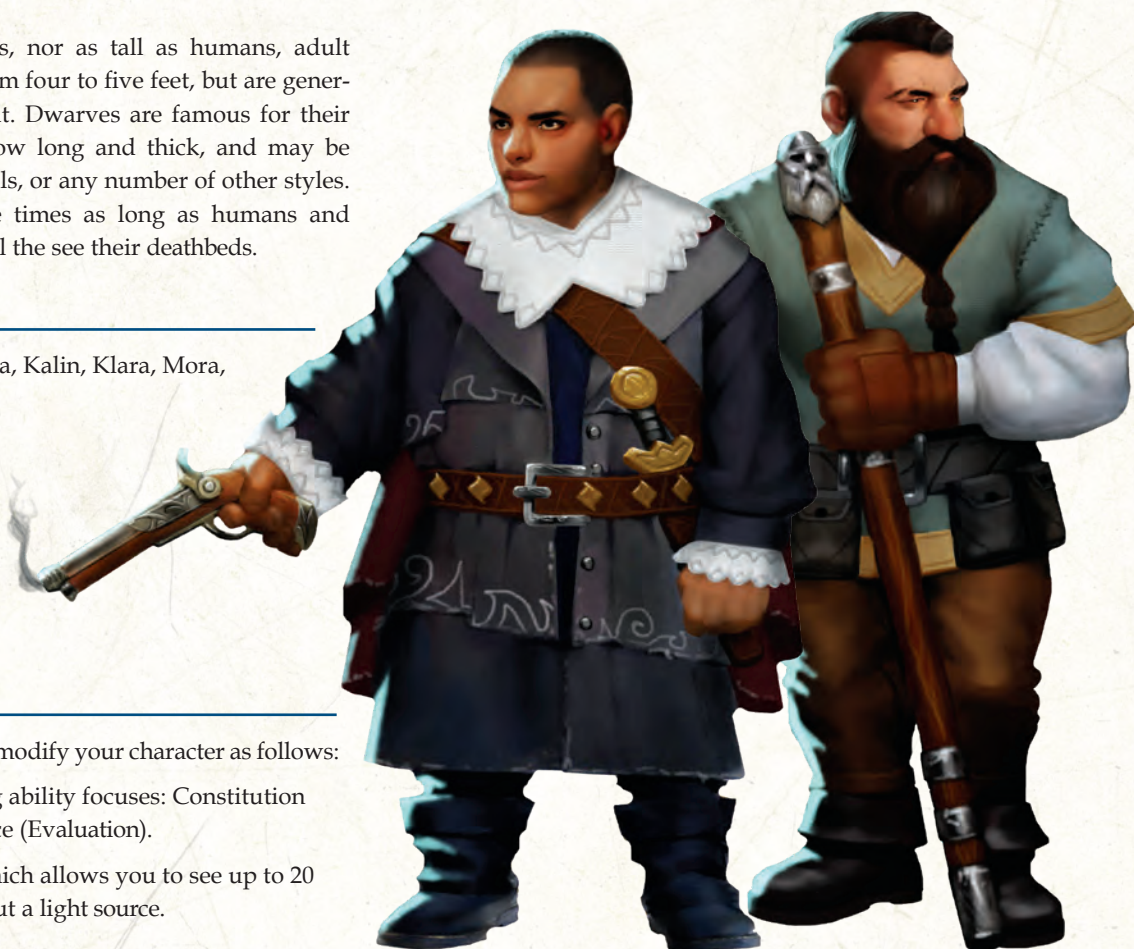 s, nor as tall as humans, adult
m four to five feet, but are gener-
t. Dwarves are famous for their
ow long and thick, and may be
ls, or any number of other styles.
e times as long as humans and
l the see their deathbeds.
a, Kalin, Klara, Mora,
modify your character as follows:
g ability focuses: Constitution
ce (Evaluation).
ich allows you to see up to 20
ut a light source.